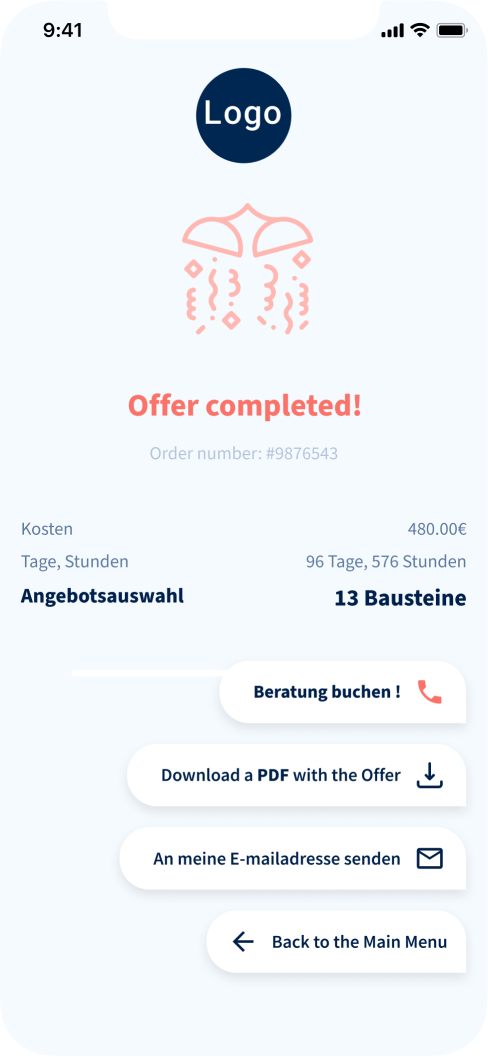 9:41
Logo
Offer completed!
Order number: #9876543
Kosten 480.00€
Tage, Stunden 96 Tage, 576 Stunden
Angebotsauswahl 13 Bausteine
Beratung buchen !
Download a PDF with the Offer
An meine E-mailadresse senden
Back to the Main Menu